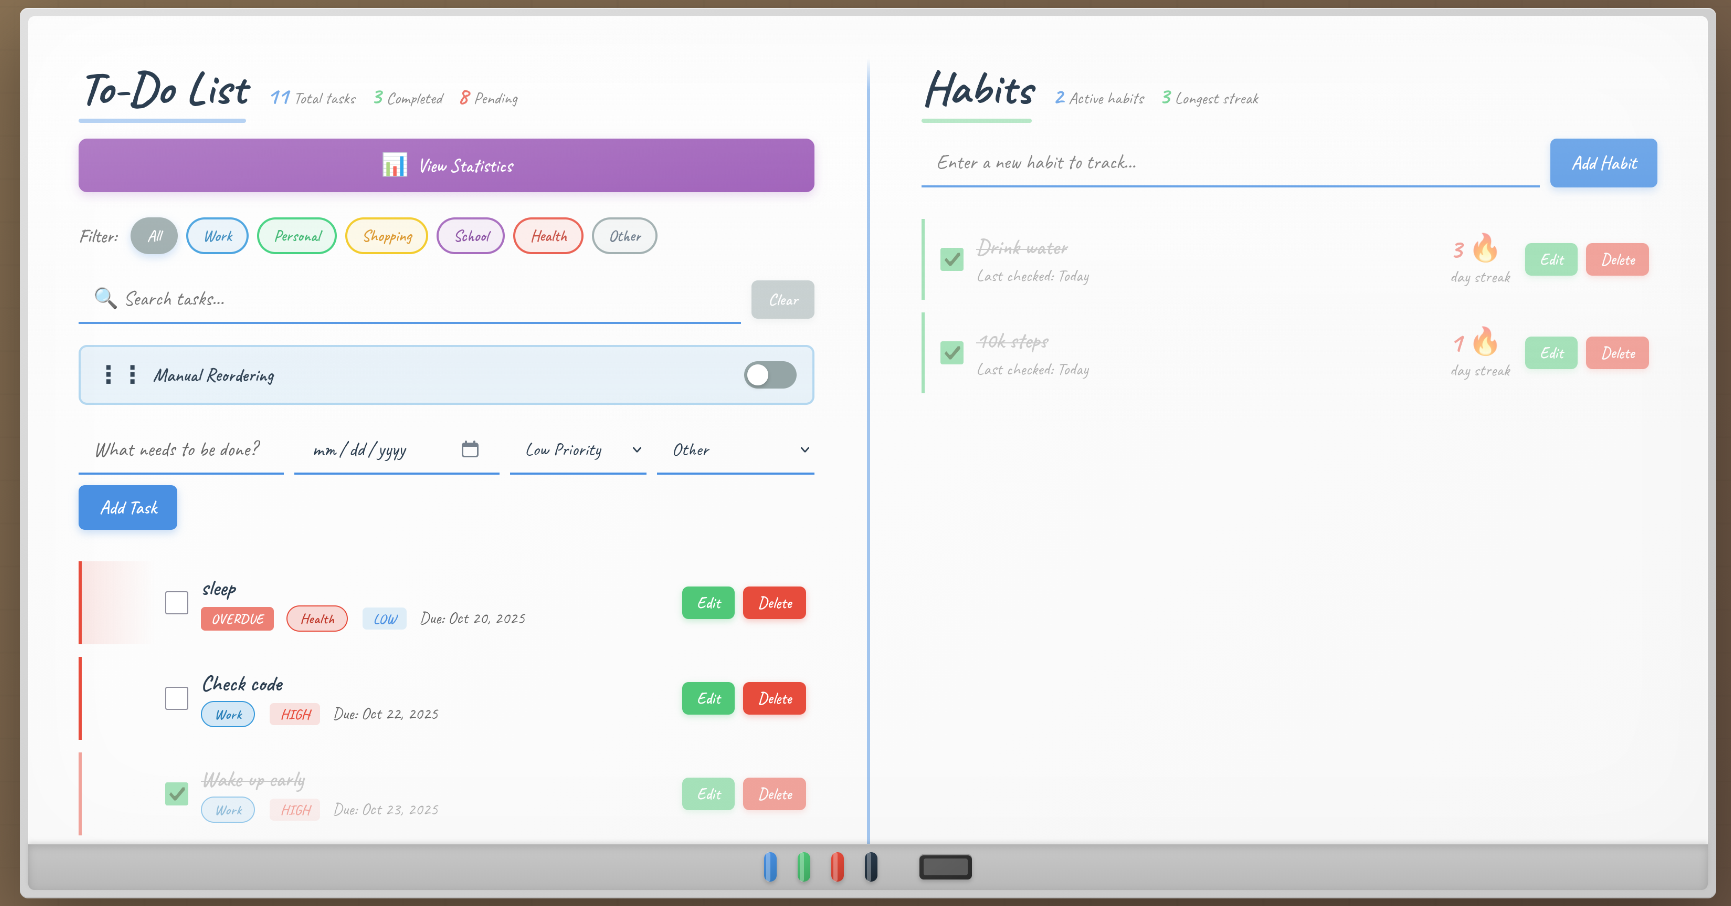 To-Do List 11 Total tasks 3 Completed 8 Pending
View Statistics
Filter: All Work Personal Shopping School Health Other
Search tasks... Clear
Manual Reordering
What needs to be done? mm/dd/yyyy Low Priority Other
Add Task
sleep
OVERDUE Health LOW Due: Oct 20, 2025 Edit Delete
Check code
Work HIGH Due: Oct 22, 2025 Edit Delete
Wake up early
Work HIGH Due: Oct 23, 2025 Edit Delete
Habits 2 Active habits 3 Longest streak
Enter a new habit to track... Add Habit
Drink water
Last checked: Today
3
day streak
Edit Delete
10k steps
Last checked: Today
1
day streak
Edit Delete